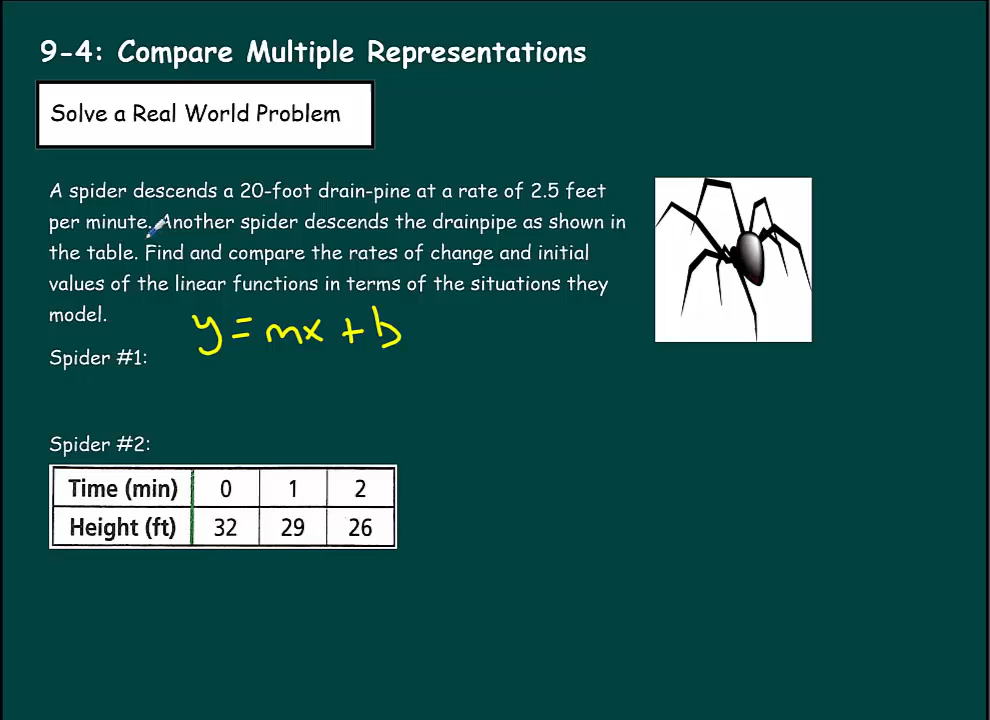 9-4: Compare Multiple Representations
Solve a Real World Problem
A spider descends a 20-foot drain-pine at a rate of 2.5 feet
per minute. Another spider descends the drainpipe as shown in
the table. Find and compare the rates of change and initial
values of the linear functions in terms of the situations they
model.
y = mx + b
Spider #1:
Spider #2:
Time (min) 0 1 2
Height (ft) 32 29 26